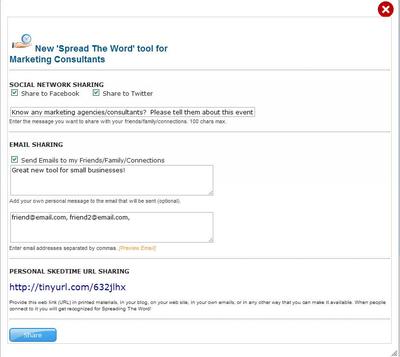 New 'Spread The Word' tool for
Marketing Consultants
SOCIAL NETWORK SHARING
Share to Facebook Share to Twitter
Know any marketing agencies/consultants? Please tell them about this event
Enter the message you want to share with your friends/family/connections. 100 chars max.
EMAIL SHARING
Send Emails to my Friends/Family/Connections
Great new tool for small businesses!
Add your own personal message to the email that will be sent (optional).
friend@email.com, friend2@email.com,
Enter email addresses separated by commas. [Preview Email]
PERSONAL SKEDTIME URL SHARING
http://tinyurl.com/632jlhx
Provide this web link (URL) in printed materials, in your blog, on your web site, in your own emails; or in any other way that you can make it available. When people
connect to it you will get recognized for Spreading The Word!
Share